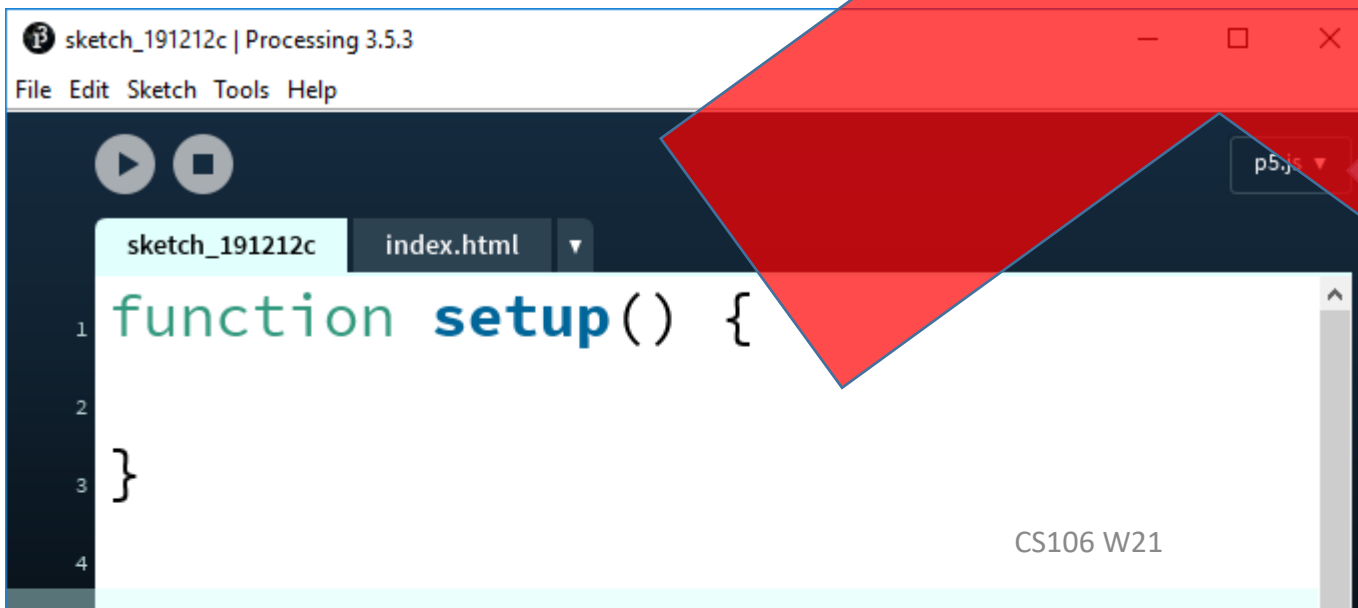 sketch_191212c | Processing 3.5.3
File Edit Sketch Tools Help
p5.js ▼
sketch_191212c index.html ▼
1 function setup() {
2
3 }
CS106 W21
4